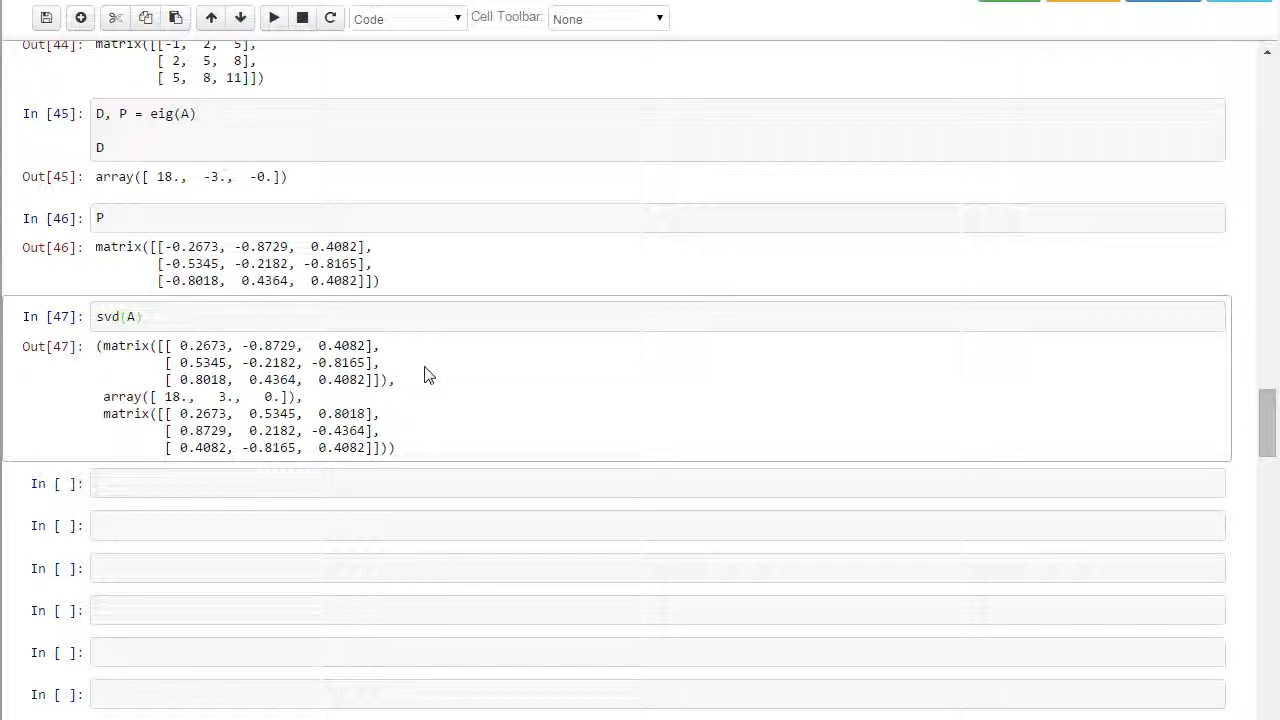 Code
Cell Toolbar:
None
Out[44]: matrix([[-1,  2,  5],
[ 2,  5,  8],
[ 5,  8, 11]])
In [45]: D, P = eig(A)
D
Out[45]: array([ 18.,  -3.,  -0.])
In [46]: P
Out[46]: matrix([[-0.2673, -0.8729,  0.4082],
[-0.5345, -0.2182, -0.8165],
[-0.8018,  0.4364,  0.4082]])
In [47]: svd(A)
Out[47]: (matrix([[ 0.2673, -0.8729,  0.4082],
[ 0.5345, -0.2182, -0.8165],
[ 0.8018,  0.4364,  0.4082]]),
array([ 18.,   3.,   0.]),
matrix([[ 0.2673,  0.5345,  0.8018],
[ 0.8729,  0.2182, -0.4364],
[ 0.4082, -0.8165,  0.4082]]))
In [ ]:
In [ ]:
In [ ]:
In [ ]:
In [ ]:
In [ ]: